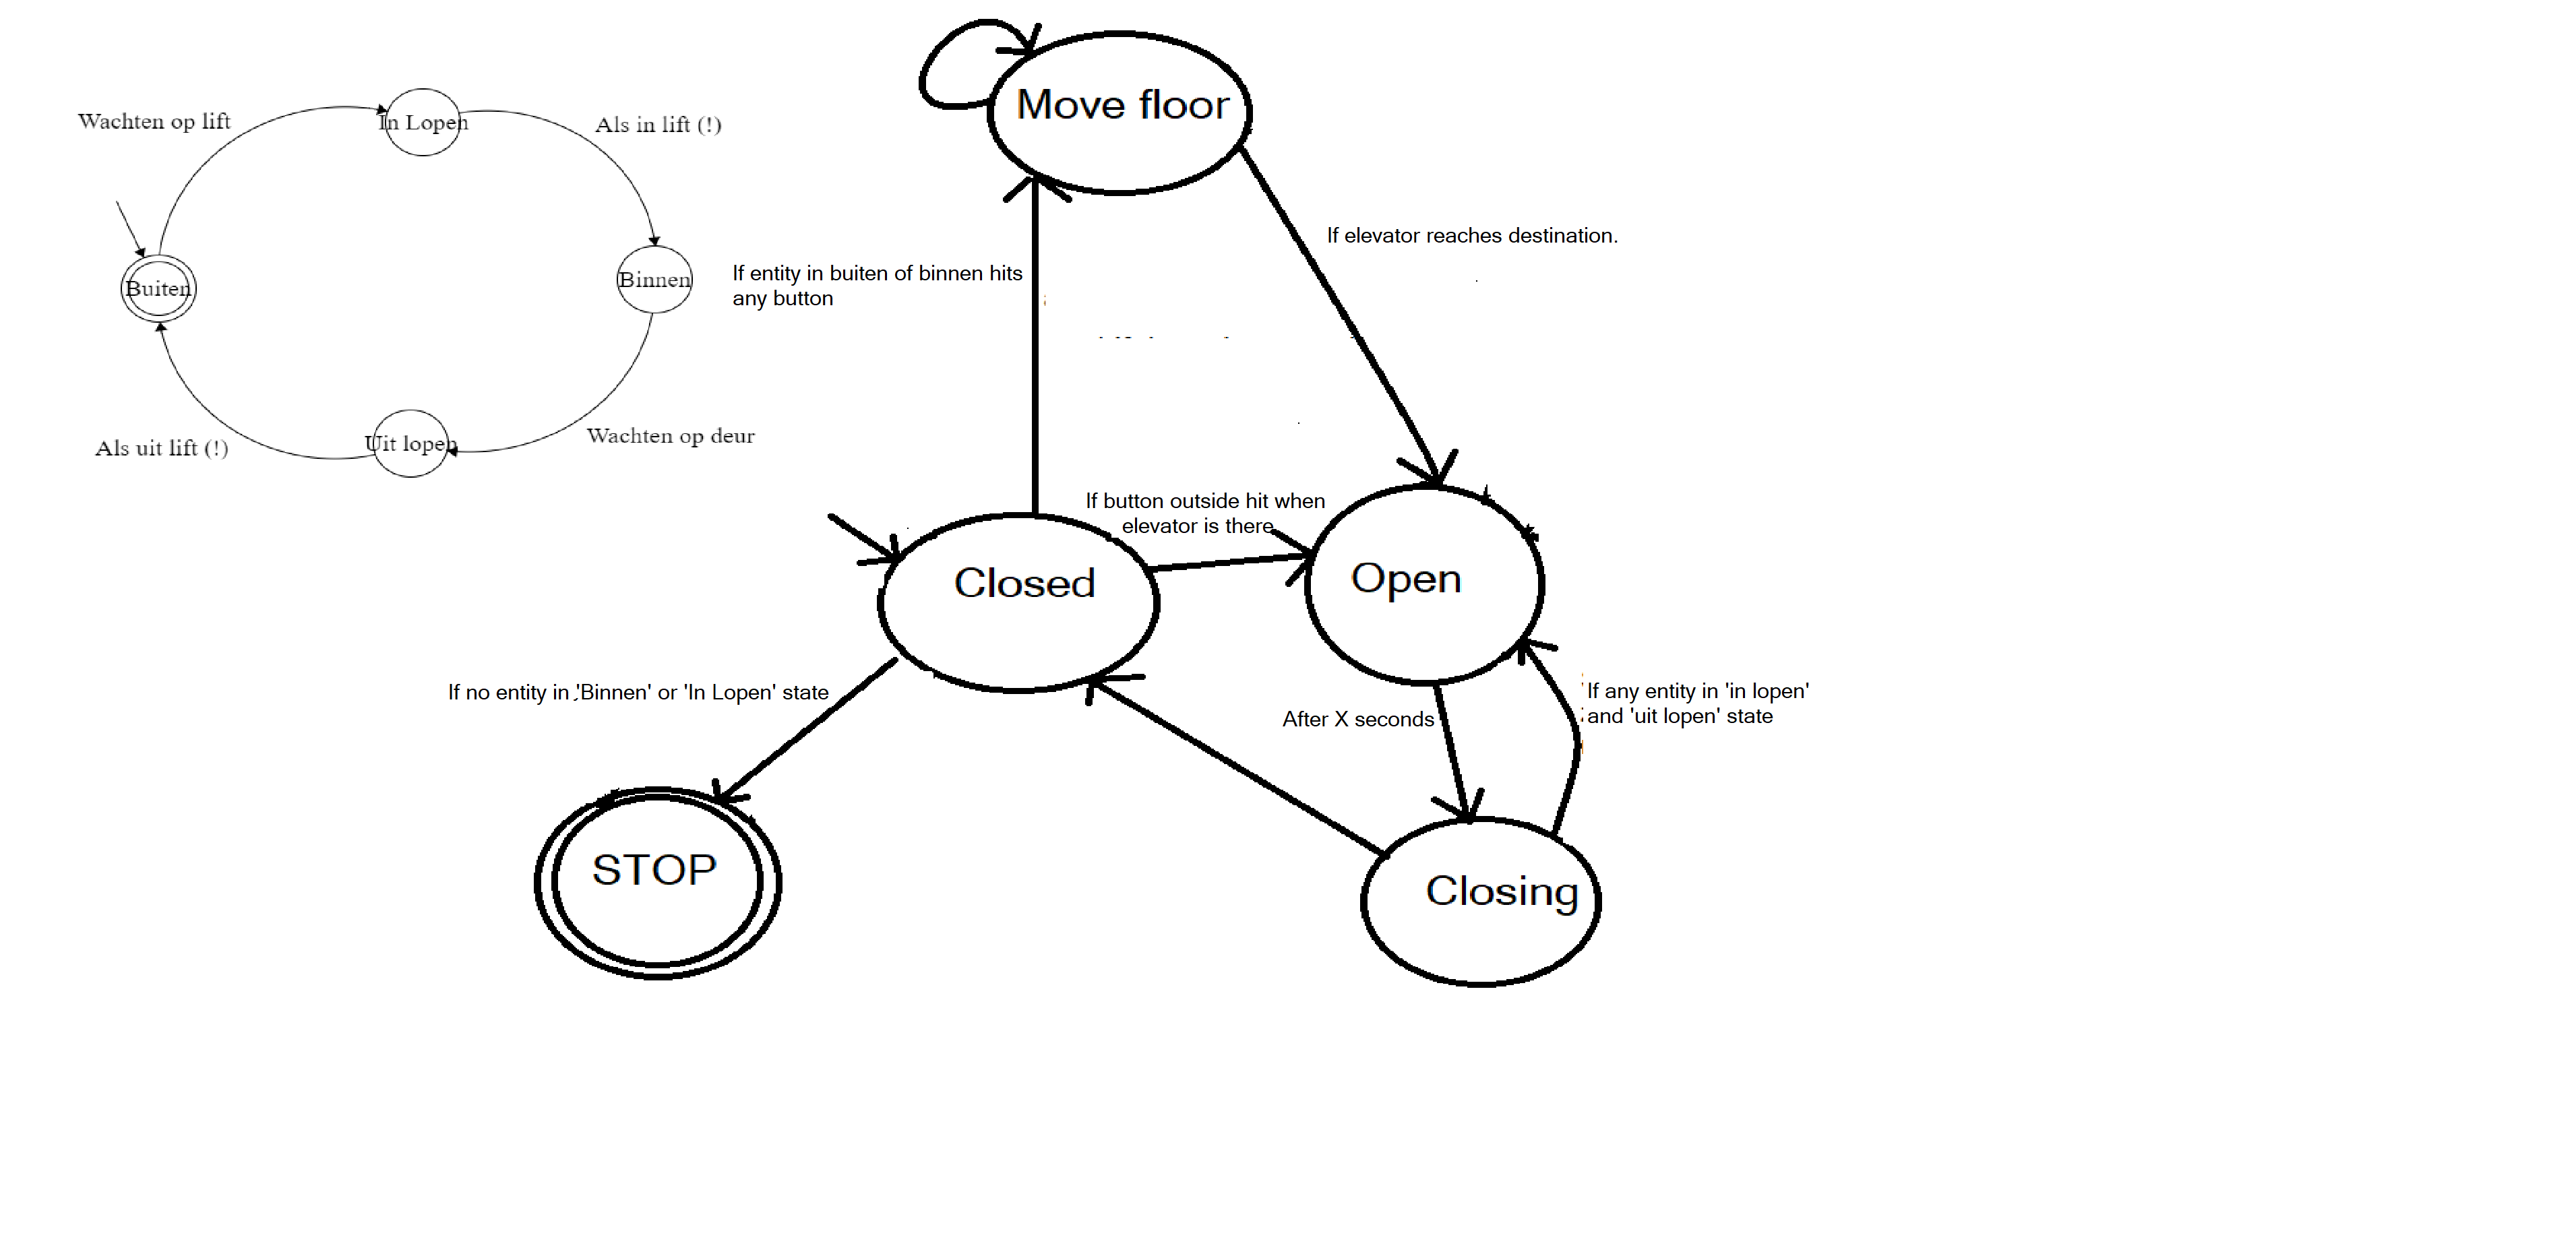 Move floor
Wachten op lift
In Lopen
Als in lift (!)
Buiten
Binnen
Als uit lift (!)
Uit lopen
Wachten op deur
If elevator reaches destination.
If entity in buiten of binnen hits
any button
If button outside hit when
elevator is there
Closed
Open
If no entity in 'Binnen' or 'In Lopen' state
After X seconds
If any entity in 'in lopen'
and 'uit lopen' state
STOP
Closing